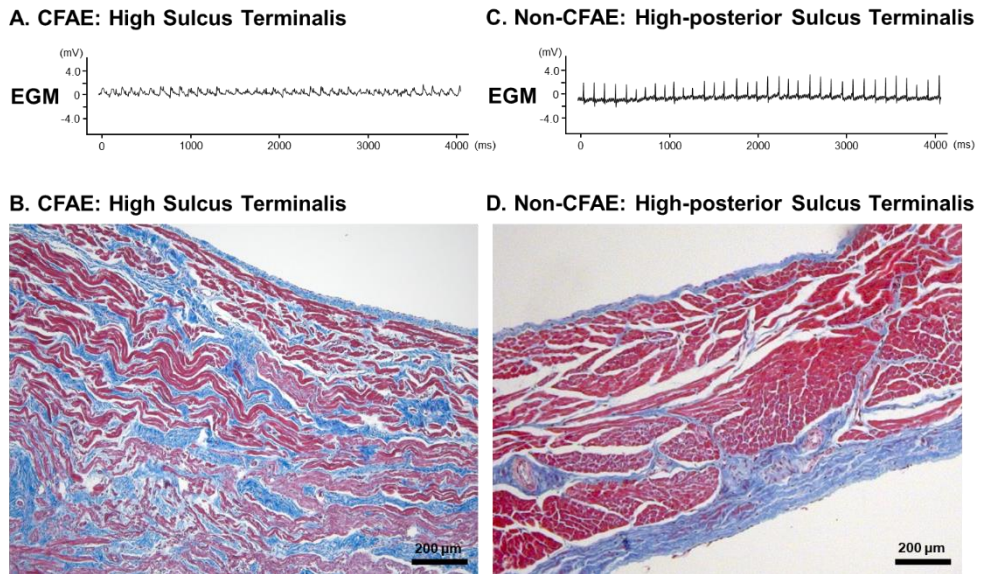 A. CFAE: High Sulcus Terminalis
(mV)
4.0
EGM
0
-4.0
0 1000 2000 3000 4000 (ms)
C. Non-CFAE: High-posterior Sulcus Terminalis
(mV)
4.0
EGM
0
-4.0
0 1000 2000 3000 4000 (ms)
B. CFAE: High Sulcus Terminalis
200 µm
D. Non-CFAE: High-posterior Sulcus Terminalis
200 µm